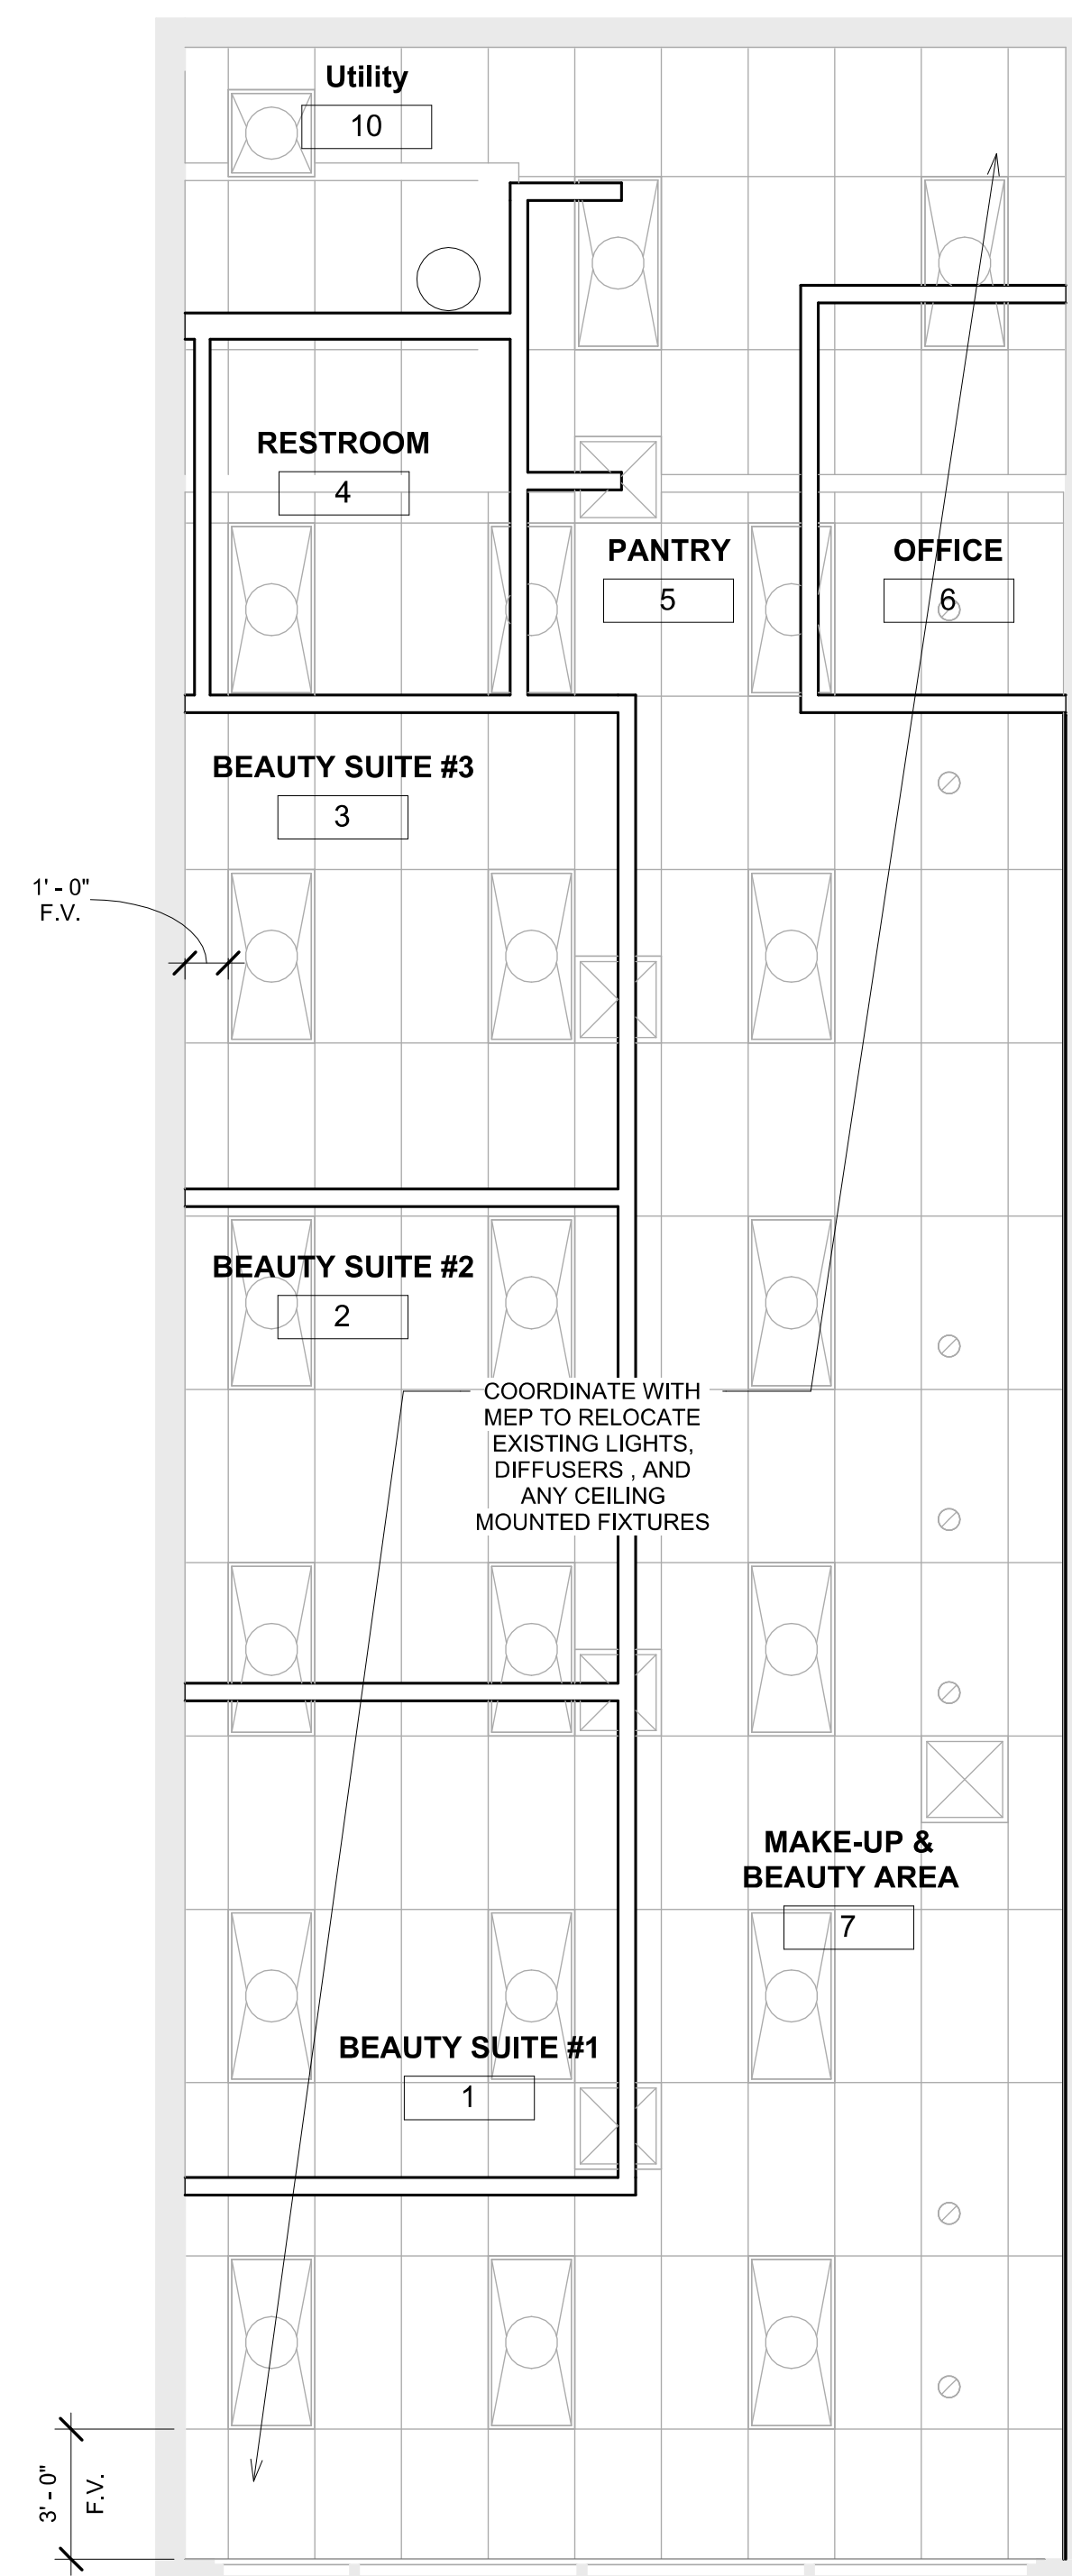 Utility
10
RESTROOM
4
PANTRY
5
OFFICE
6
BEAUTY SUITE #3
3
1' - 0"
F.V.
BEAUTY SUITE #2
2
COORDINATE WITH
MEP TO RELOCATE
EXISTING LIGHTS,
DIFFUSERS , AND
ANY CEILING
MOUNTED FIXTURES
MAKE-UP &
BEAUTY AREA
7
BEAUTY SUITE #1
1
3' - 0"
F.V.